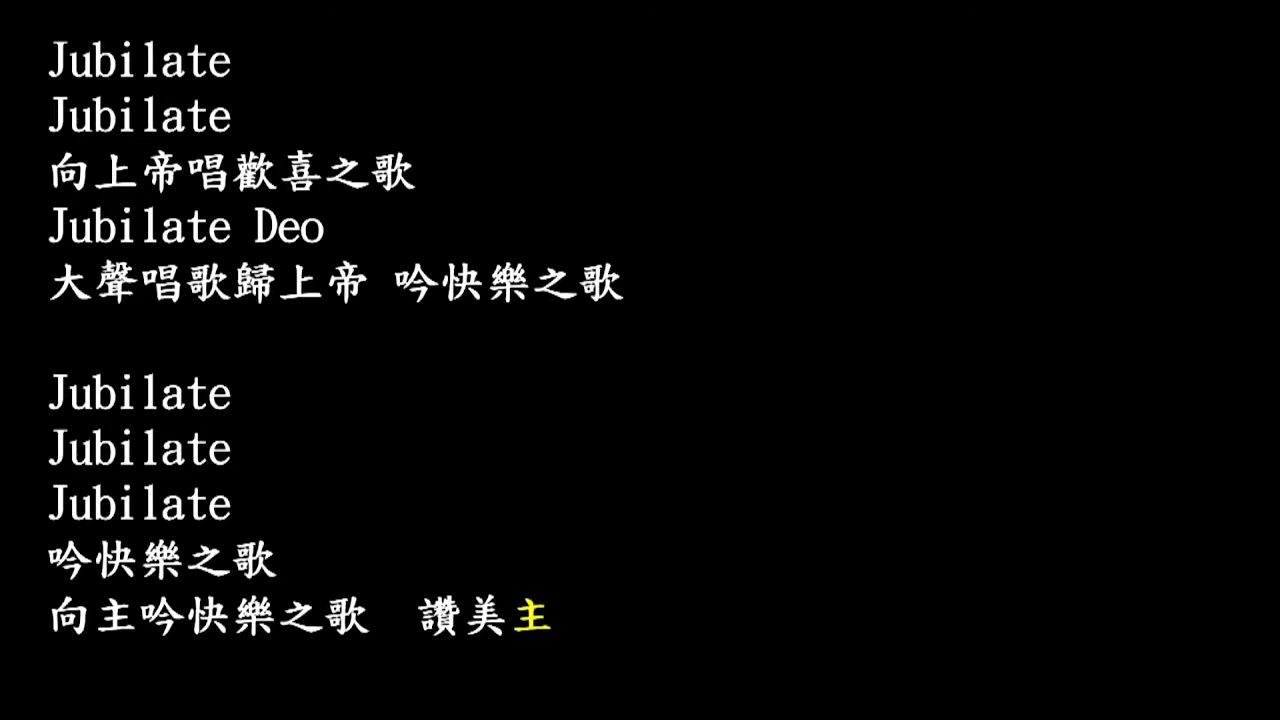 Jubilate
Jubilate
向上帝唱歡喜之歌
Jubilate Deo
大聲唱歌歸上帝 吟快樂之歌
Jubilate
Jubilate
Jubilate
吟快樂之歌
向主吟快樂之歌 讚美主